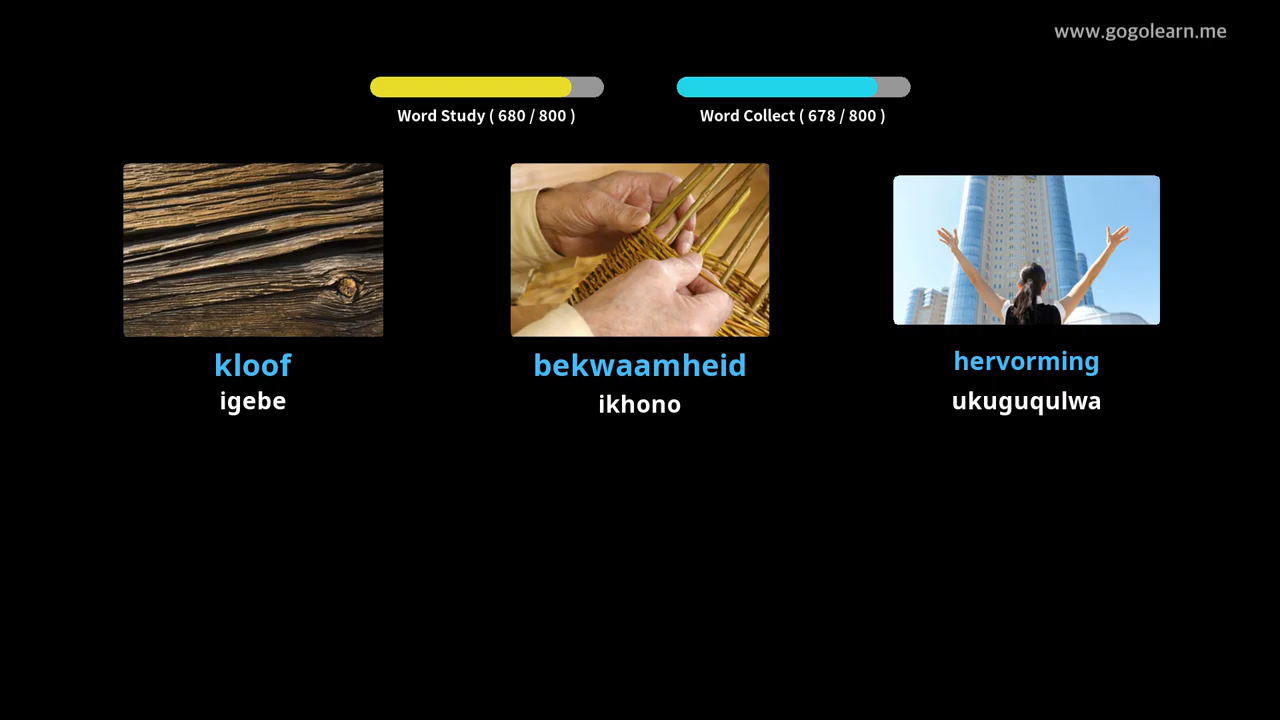 www.gogolearn.me
Word Study ( 680 / 800 )
Word Collect ( 678 / 800 )
kloof
igebe
bekwaamheid
ikhono
hervorming
ukuguqulwa